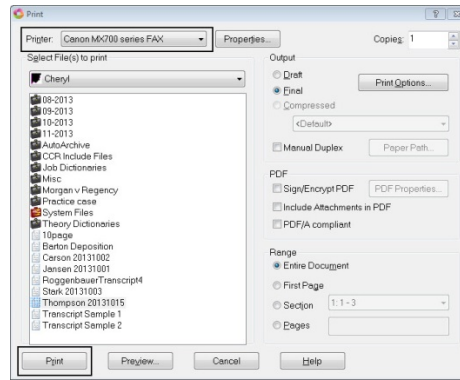 Print
Printer: Canon MX700 series FAX Properties... Copies: 1
Select File(s) to print
Cheryl
08-2013
09-2013
10-2013
11-2013
AutoArchive
CCR Include Files
Job Dictionaries
Misc
Morgan v Regency
Practice case
System Files
Theory Dictionaries
10page
Barton Deposition
Carson 20131002
Jansen 20131001
RoggenbauerTranscript4
Stark 20131003
Thompson 20131015
Transcript Sample 1
Transcript Sample 2
Output
Draft
Final
Compressed
Print Options...
<Default>
Manual Duplex Paper Path...
PDF
Sign/Encrypt PDF PDF Properties...
Include Attachments in PDF
PDF/A compliant
Range
Entire Document
First Page
Section 1: 1 - 3
Pages
Print Preview... Cancel Help